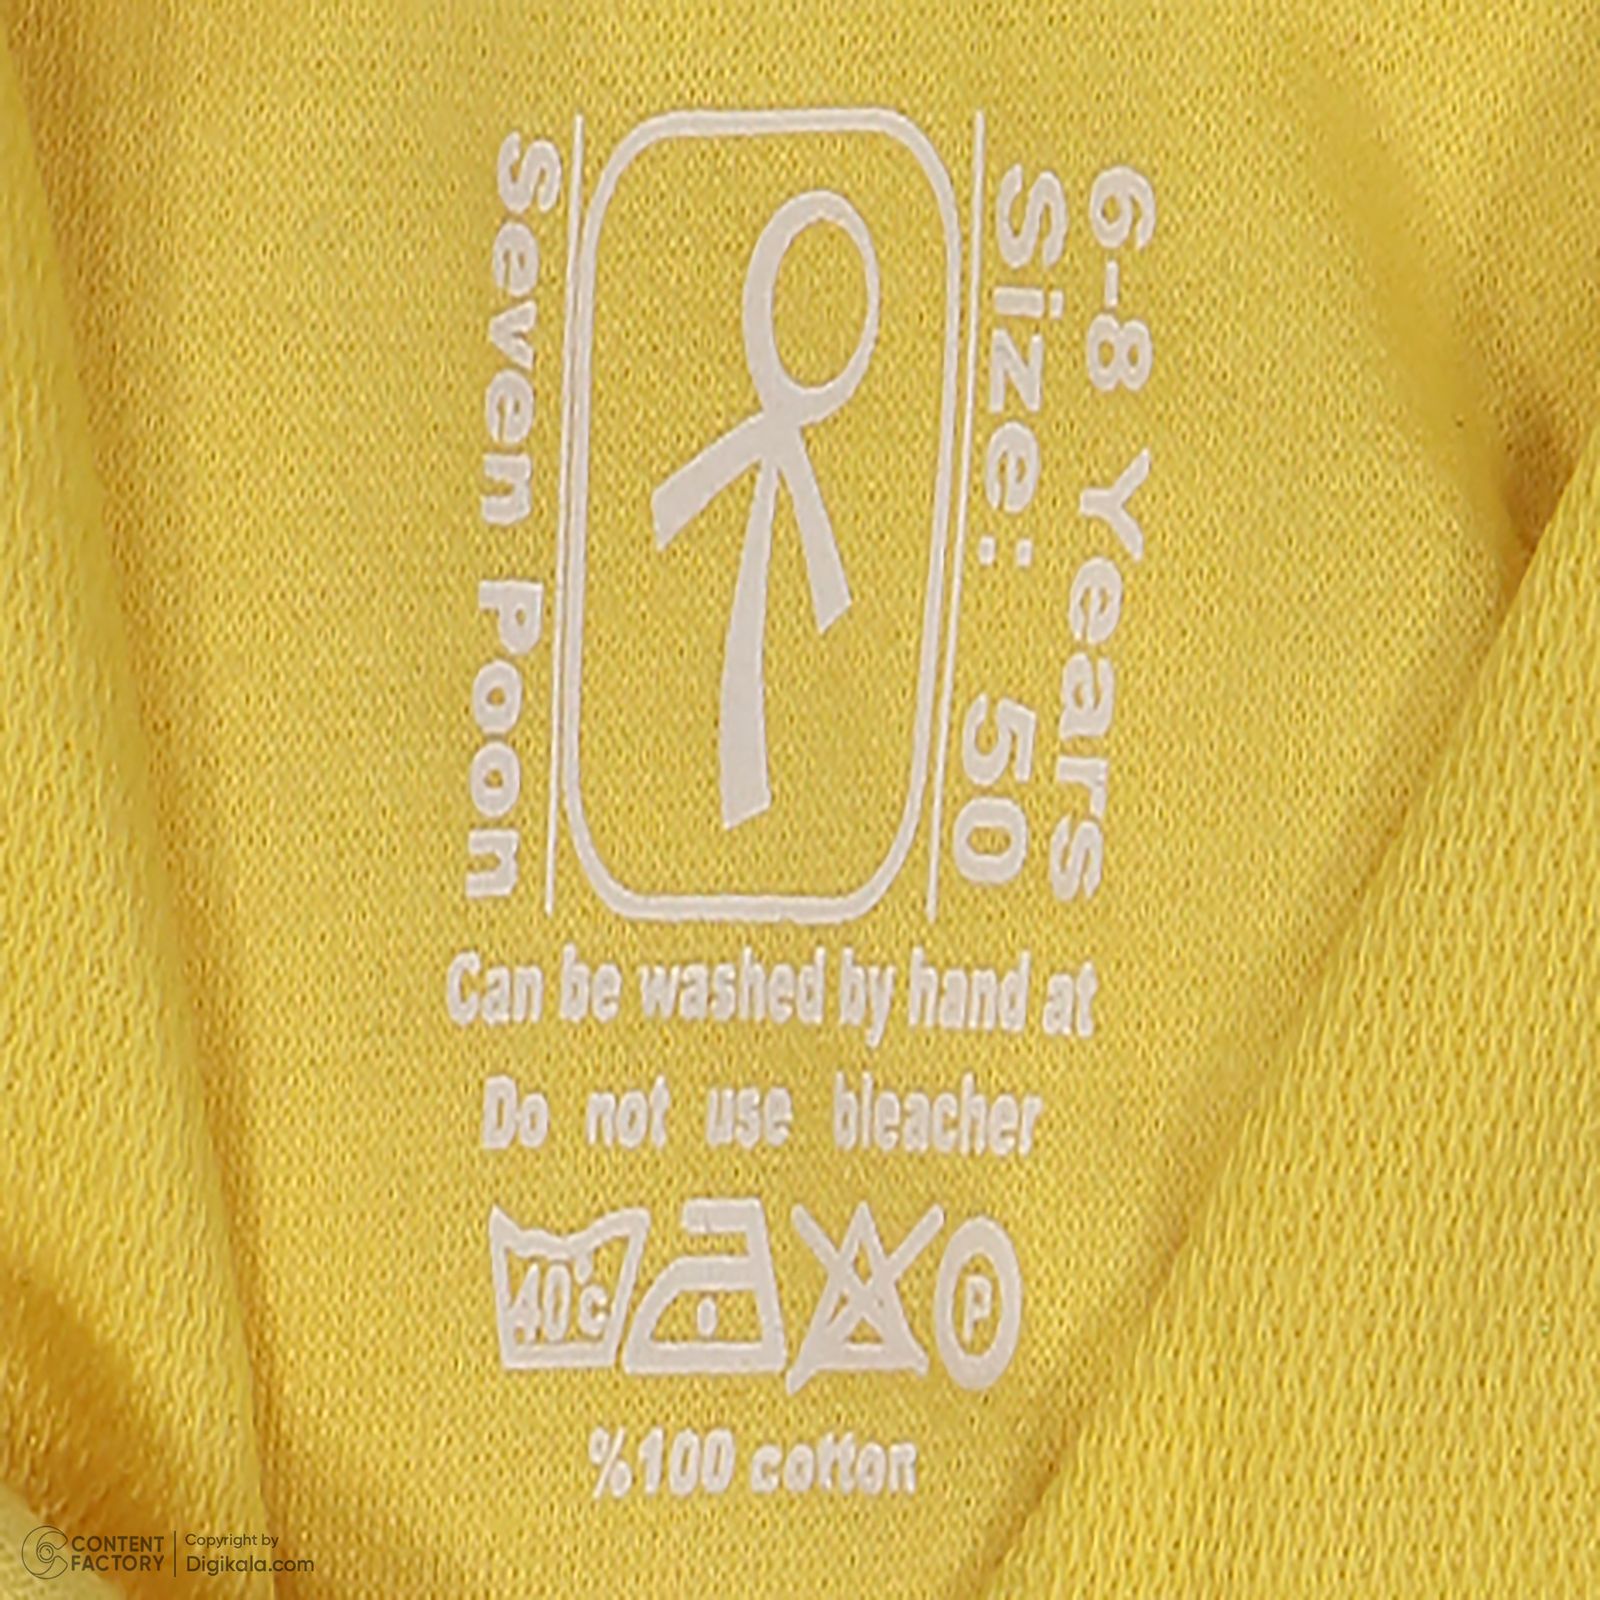 Seven Poon
6-8 Years
Size: 50
Can be washed by hand at
Do not use bleacher
40°c
P
%100 cotton
CONTENT FACTORY
Copyright by
Digikala.com